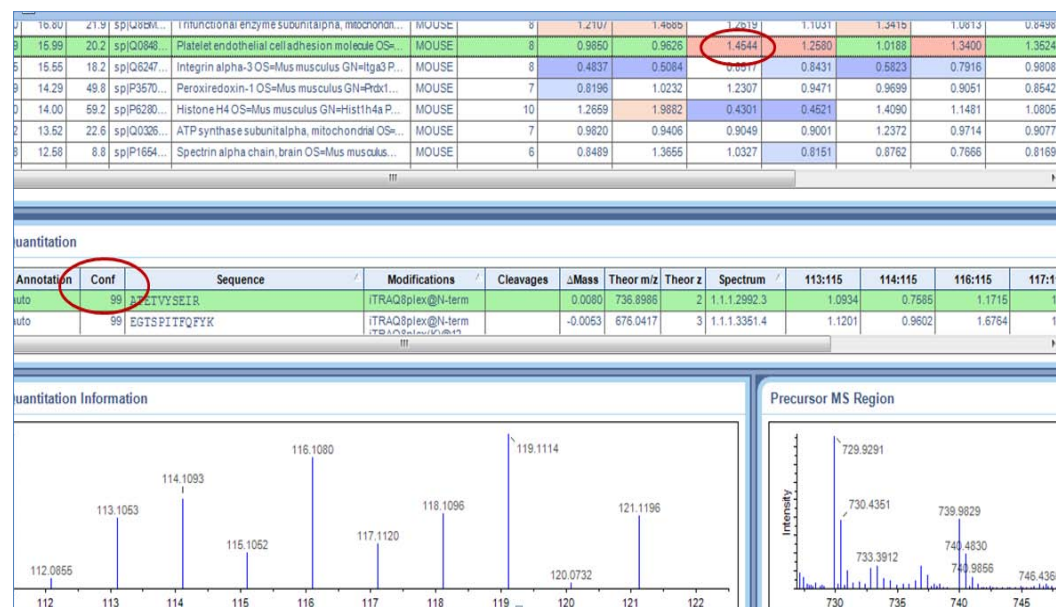 16.80 21.9 sp|Q8BM... Trifunctional enzyme subunit alpha, mitochondri... MOUSE 8 1.2107 1.4685 1.2619 1.1031 1.3415 1.0813 0.8498
9 15.99 20.2 sp|Q0848... Platelet endothelial cell adhesion molecule OS=... MOUSE 8 0.9850 0.9626 1.4544 1.2580 1.0188 1.3400 1.3524
15.55 18.2 sp|Q6247... Integrin alpha-3 OS=Mus musculus GN=Itga3 P... MOUSE 8 0.4837 0.5084 0.8517 0.8431 0.5823 0.7916 0.9808
9 14.29 49.8 sp|P3570... Peroxiredoxin-1 OS=Mus musculus GN=Prdx1... MOUSE 7 0.8196 1.0232 1.2307 0.9471 0.9699 0.9051 0.8542
14.00 59.2 sp|P6280... Histone H4 OS=Mus musculus GN=Hist1h4a P... MOUSE 10 1.2659 1.9882 0.4301 0.4521 1.4090 1.1481 1.0805
2 13.52 22.6 sp|Q0326... ATP synthase subunit alpha, mitochondrial OS=... MOUSE 7 0.9820 0.9406 0.9049 0.9001 1.2372 0.9714 0.9077
8 12.58 8.8 sp|P1654... Spectrin alpha chain, brain OS=Mus musculus... MOUSE 6 0.8489 1.3655 1.0327 0.8151 0.8762 0.7666 0.8169
uantitation
Annotation Conf Sequence Modifications Cleavages ΔMass Theor m/z Theor z Spectrum 113:115 114:115 116:115 117:1
auto 99 ATETVYSEIR iTRAQ8plex@N-term 0.0080 736.8986 2 1.1.1.2992.3 1.0934 0.7585 1.1715 1
auto 99 EGTSPITFQFYK iTRAQ8plex@N-term -0.0053 676.0417 3 1.1.1.3351.4 1.1201 0.9602 1.6764 1
iTRAQ8plex(K)@12
uantitation Information
Precursor MS Region
119.1114
116.1080
114.1093
113.1053
118.1096
121.1196
117.1120
115.1052
112.0855
120.0732
112 113 114 115 116 117 118 119 120 121 122
Intensity
729.9291
730.4351
739.9829
740.4830
733.3912
740.9856
746.436
730 735 740 745